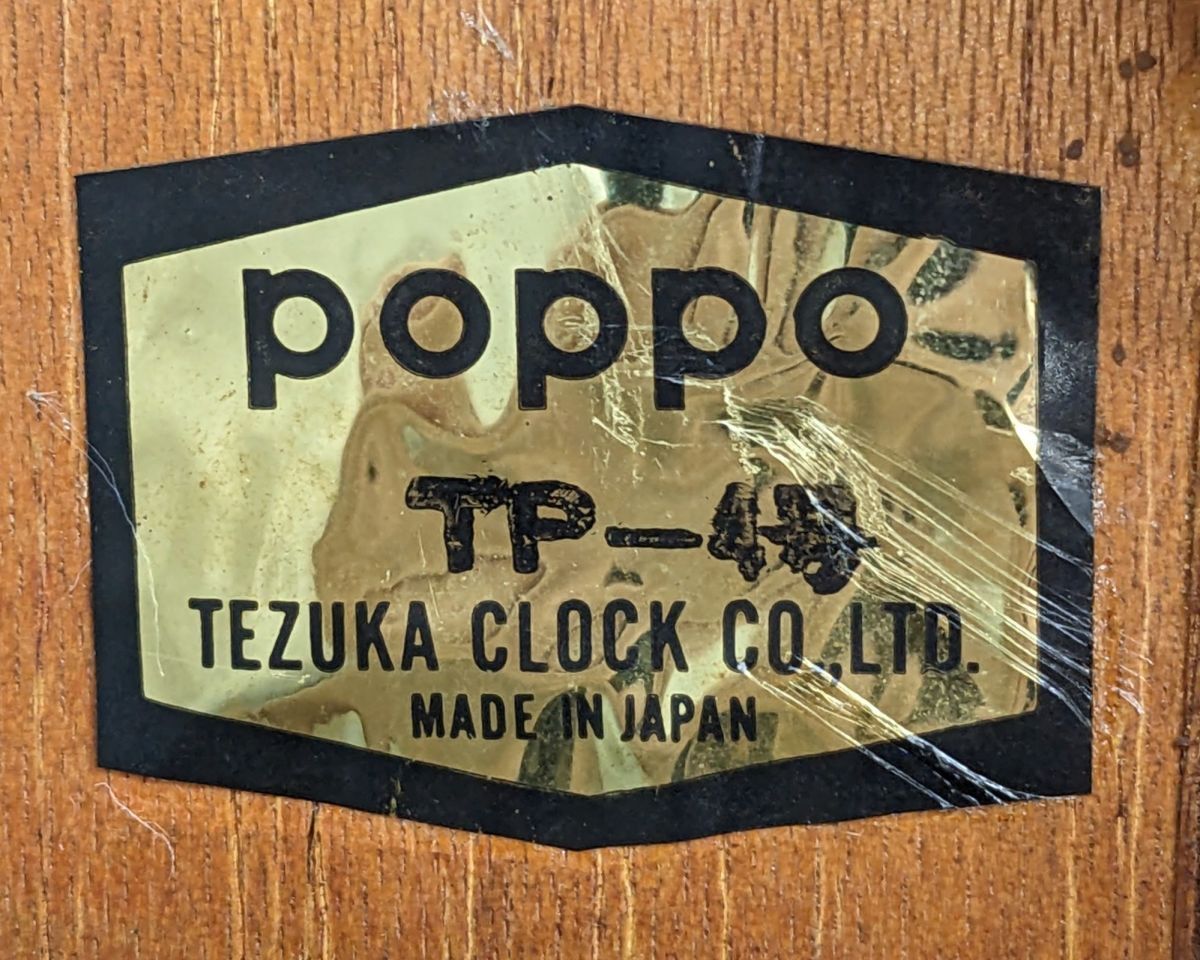 poppo
TEZUKA CLOCK CO.,LTD.
MADE IN JAPAN